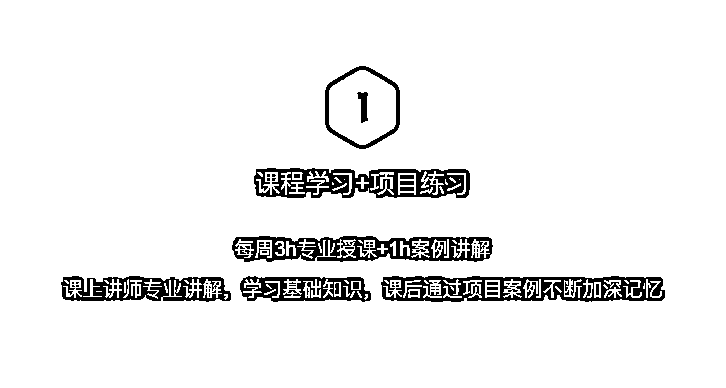 1
课程学习+项目练习
每周3h专业授课+1h案例讲解
课上讲师专业讲解，学习基础知识，课后通过项目案例不断加深记忆